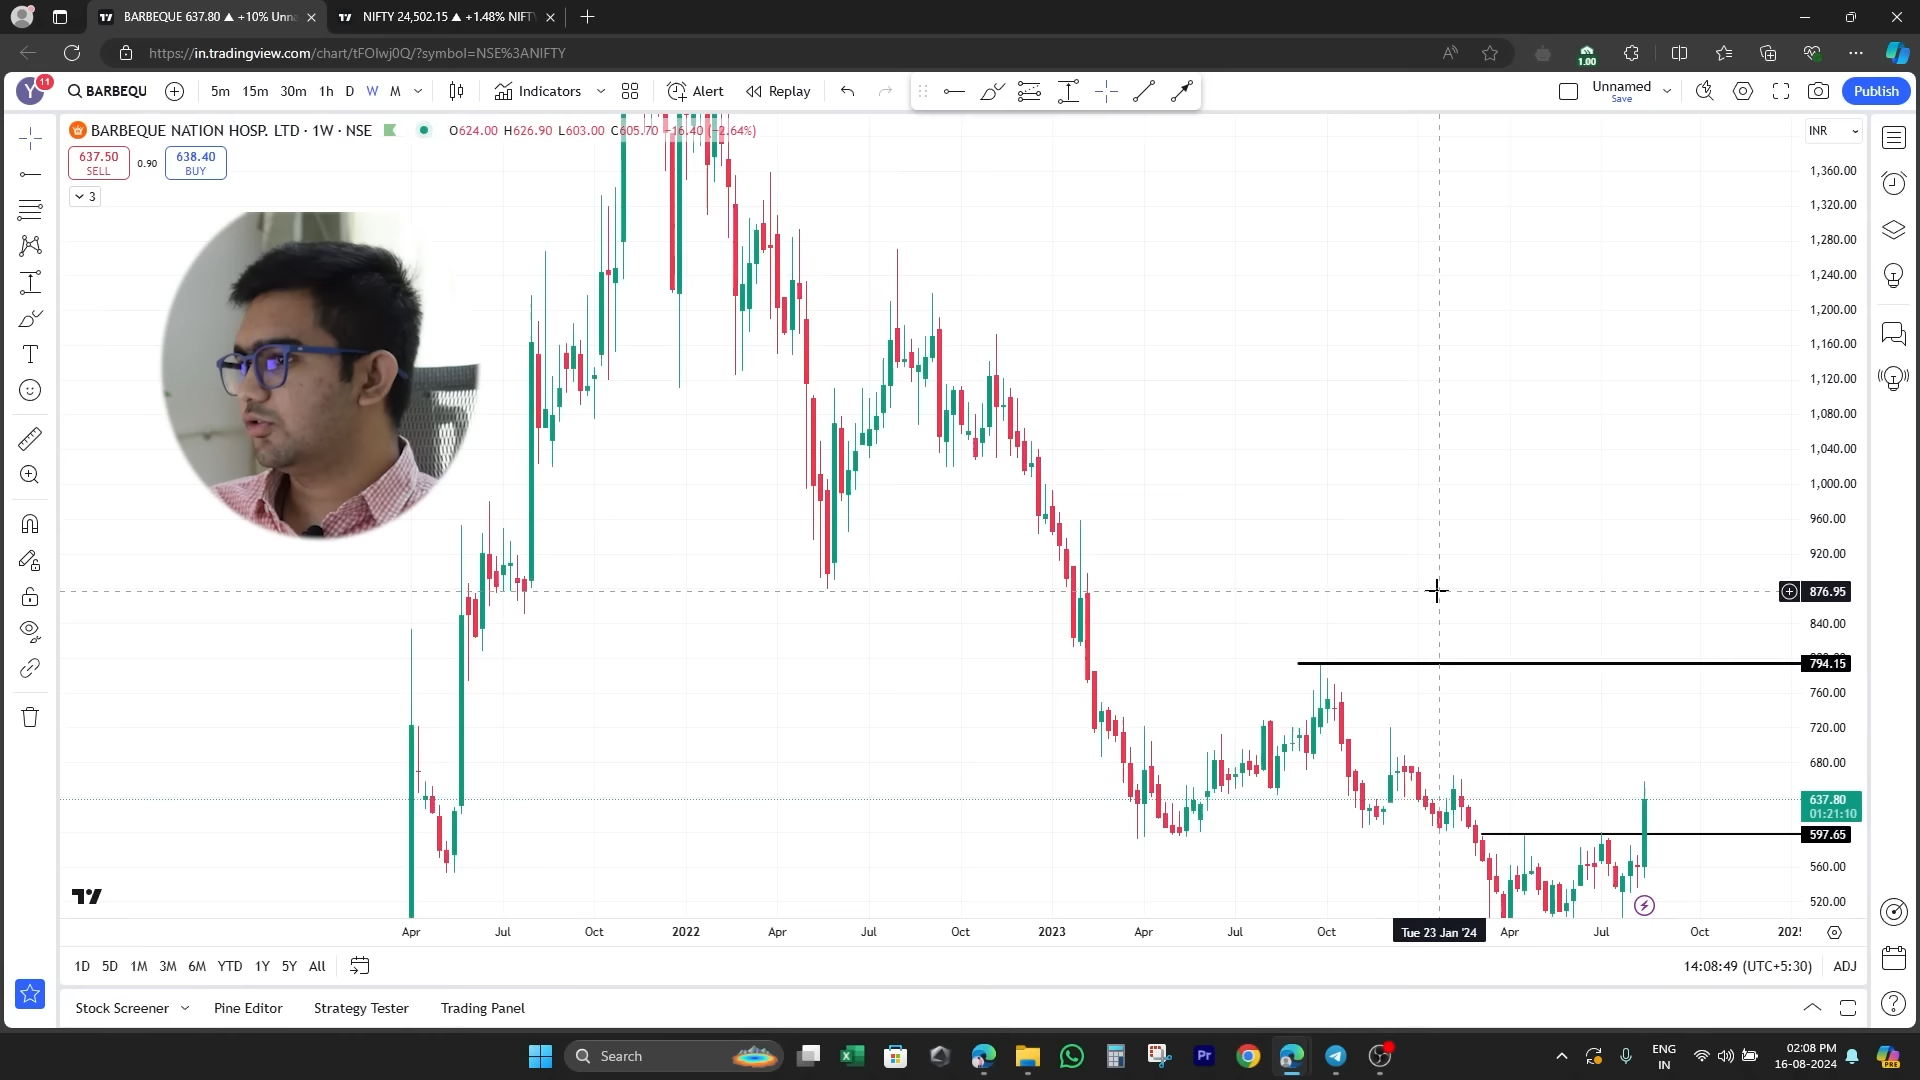 BARBEQUE 637.80 ▲ +10% Unna
NIFTY 24,502.15 ▲ +1.48% NIFT
https://in.tradingview.com/chart/tFOlwj0Q/?symbol=NSE%3ANIFTY
1.00
Y
11
BARBEQU
5m 15m 30m 1h D W M
Indicators
Alert
Replay
Unnamed
Save
Publish
BARBEQUE NATION HOSP. LTD · 1W · NSE
O624.00 H626.90 L603.00 C605.70 −16.40 (−2.64%)
INR
637.50
SELL
0.90
638.40
BUY
3
1,360.00
1,320.00
1,280.00
1,240.00
1,200.00
1,160.00
1,120.00
1,080.00
1,040.00
1,000.00
960.00
920.00
876.95
840.00
794.15
760.00
720.00
680.00
637.80
01:21:10
597.65
560.00
520.00
Apr Jul Oct 2022 Apr Jul Oct 2023 Apr Jul Oct Tue 23 Jan '24 Apr Jul Oct 202
1D 5D 1M 3M 6M YTD 1Y 5Y All
14:08:49 (UTC+5:30) ADJ
Stock Screener Pine Editor Strategy Tester Trading Panel
Search
Pr
ENG
IN
02:08 PM
16-08-2024
PRE